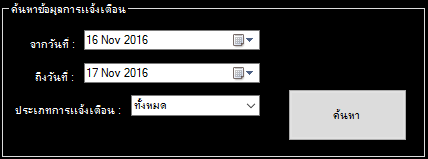 ค้นหาข้อมูลการแจ้งเตือน
จากวันที่ : 16 Nov 2016
ถึงวันที่ : 17 Nov 2016
ประเภทการแจ้งเตือน : ทั้งหมด
ค้นหา